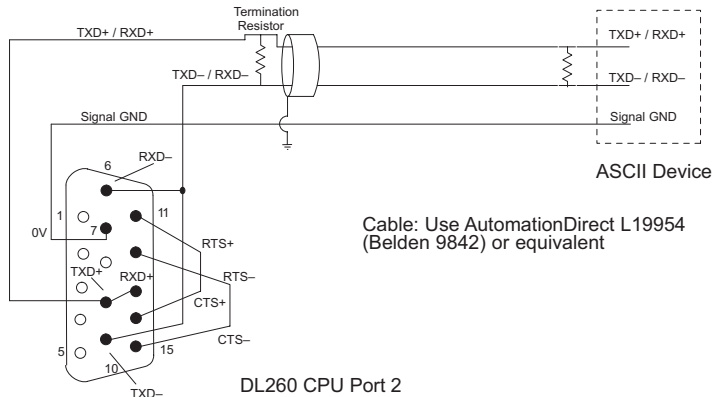 Termination
Resistor
TXD+ / RXD+
TXD+ / RXD+
TXD– / RXD–
TXD– / RXD–
Signal GND
Signal GND
ASCII Device
RXD–
6
1
11
0V
7
Cable: Use AutomationDirect L19954
(Belden 9842) or equivalent
RTS+
TXD+
RXD+
RTS–
CTS+
CTS–
5
10
15
TXD–
DL260 CPU Port 2